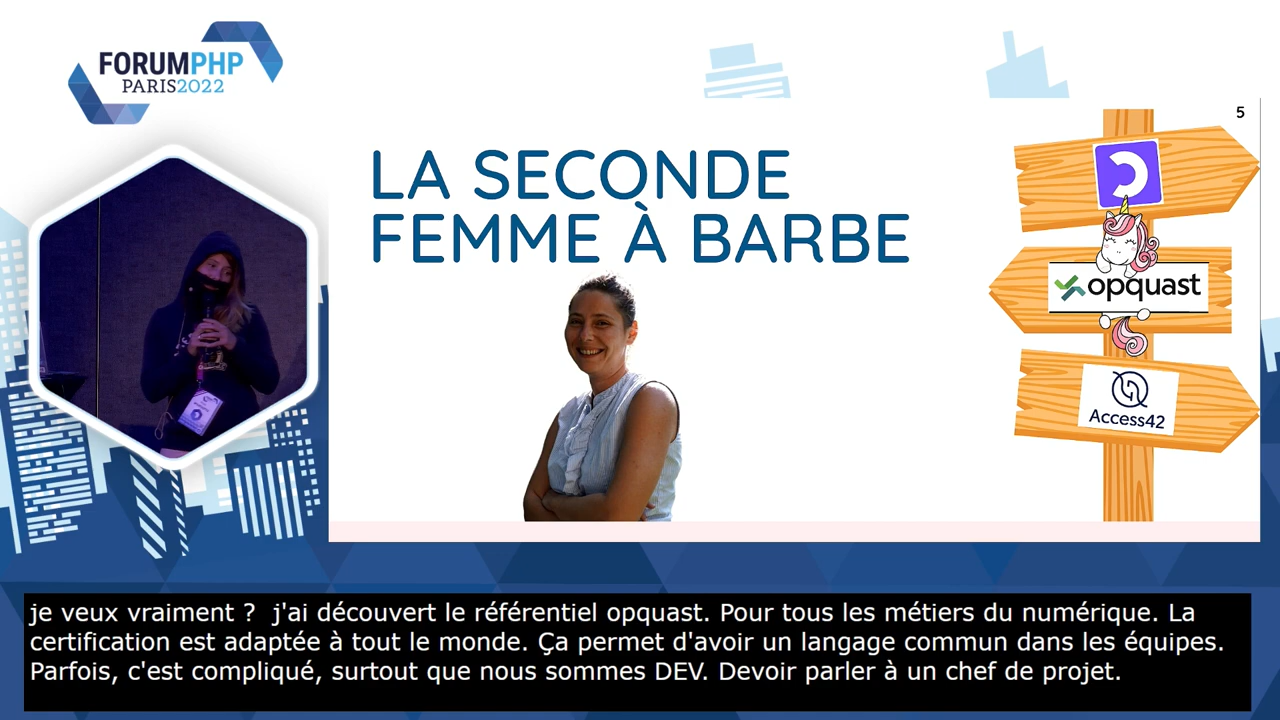 FORUMPHP
PARIS2022
5
LA SECONDE
FEMME À BARBE
opquast
Access42
je veux vraiment ?  j'ai découvert le référentiel opquast. Pour tous les métiers du numérique. La
certification est adaptée à tout le monde. Ça permet d'avoir un langage commun dans les équipes.
Parfois, c'est compliqué, surtout que nous sommes DEV. Devoir parler à un chef de projet.